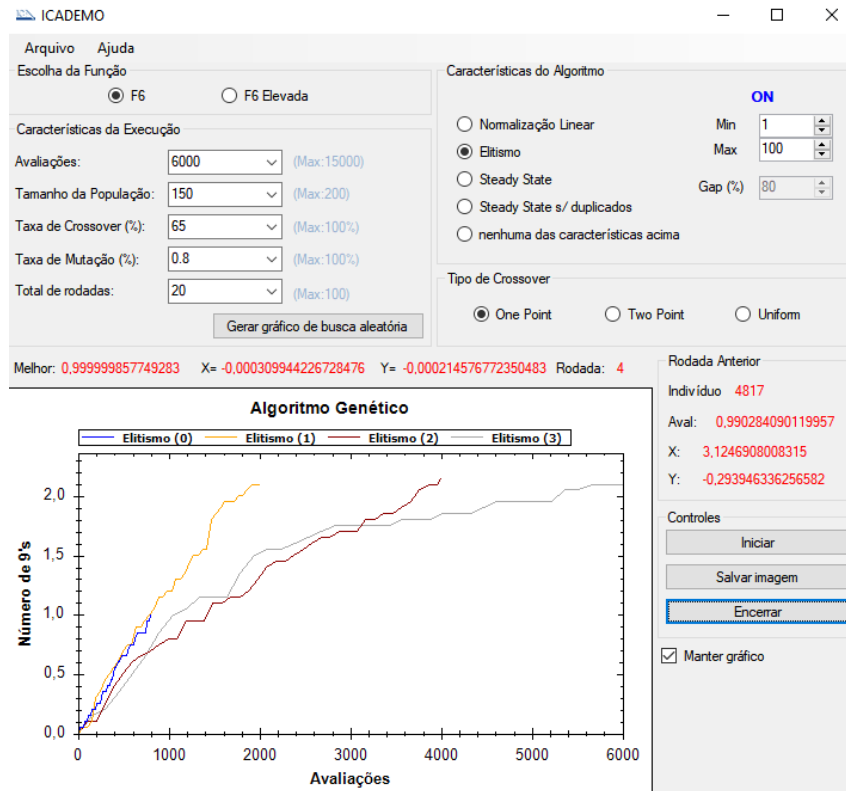 ICADEMO
Arquivo Ajuda
Escolha da Função
F6 F6 Elevada
Características da Execução
Avaliações: 6000 (Max:15000)
Tamanho da População: 150 (Max:200)
Taxa de Crossover (%): 65 (Max:100%)
Taxa de Mutação (%): 0.8 (Max:100%)
Total de rodadas: 20 (Max:100)
Gerar gráfico de busca aleatória
Características do Algoritmo
ON
Normalização Linear Min 1
Elitismo Max 100
Steady State Gap (%) 80
Steady State s/ duplicados
nenhuma das características acima
Tipo de Crossover
One Point Two Point Uniform
Melhor: 0,999999857749283 X= -0,000309944226728476 Y= -0,000214576772350483 Rodada: 4
Algoritmo Genético
Elitismo (0) Elitismo (1) Elitismo (2) Elitismo (3)
Número de 9's
2,0
1,5
1,0
0,5
0,0
0 1000 2000 3000 4000 5000 6000
Avaliações
Rodada Anterior
Indivíduo 4817
Aval: 0,990284090119957
X: 3,1246908008315
Y: -0,293946336256582
Controles
Iniciar
Salvar imagem
Encerrar
Manter gráfico